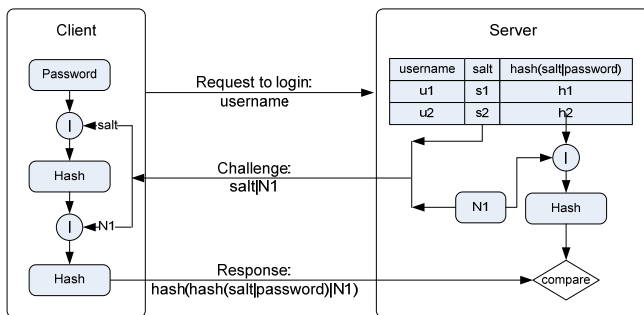 Client
Password
|
salt
Hash
|
N1
Hash
Request to login:
username
Challenge:
salt|N1
Response:
hash(hash(salt|password)|N1)
Server
username salt hash(salt|password)
u1 s1 h1
u2 s2 h2
|
N1
Hash
compare